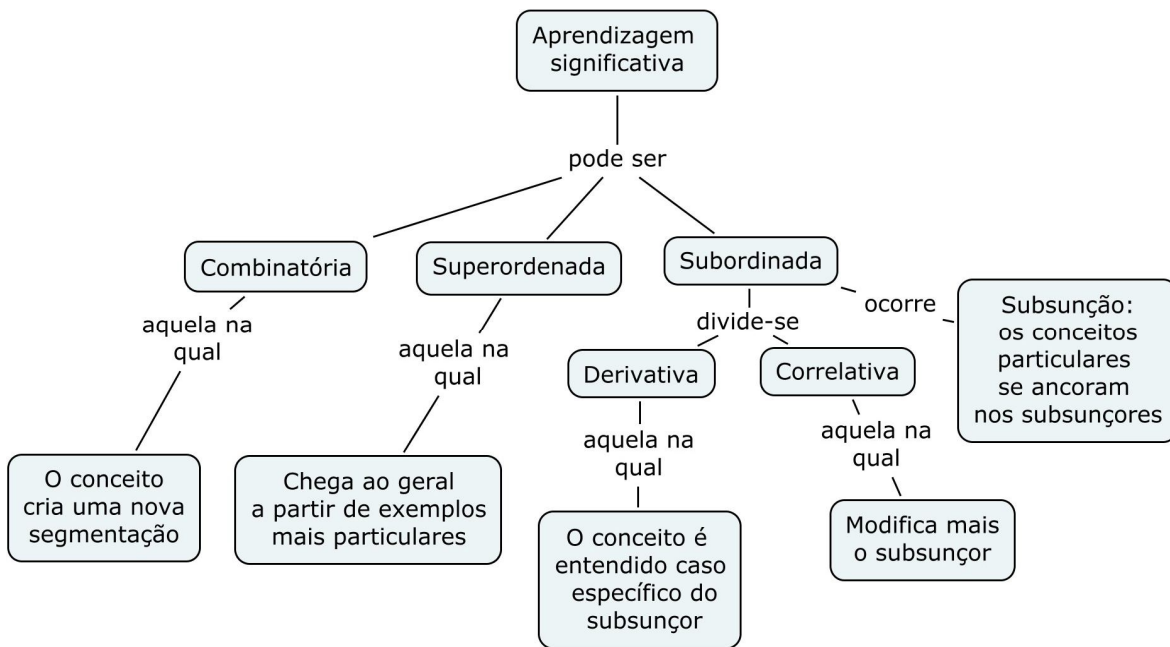 Aprendizagem
significativa
pode ser
Combinatória
Superordenada
Subordinada
ocorre
Subsunção:
os conceitos
particulares
se ancoram
nos subsunçores
aquela na
qual
aquela na
qual
divide-se
Derivativa
Correlativa
aquela na
qual
aquela na
qual
O conceito
cria uma nova
segmentação
Chega ao geral
a partir de exemplos
mais particulares
O conceito é
entendido caso
específico do
subsunçor
Modifica mais
o subsunçor